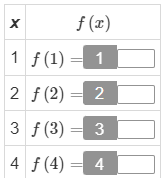 x f(x)
1 f(1) = 1
2 f(2) = 2
3 f(3) = 3
4 f(4) = 4